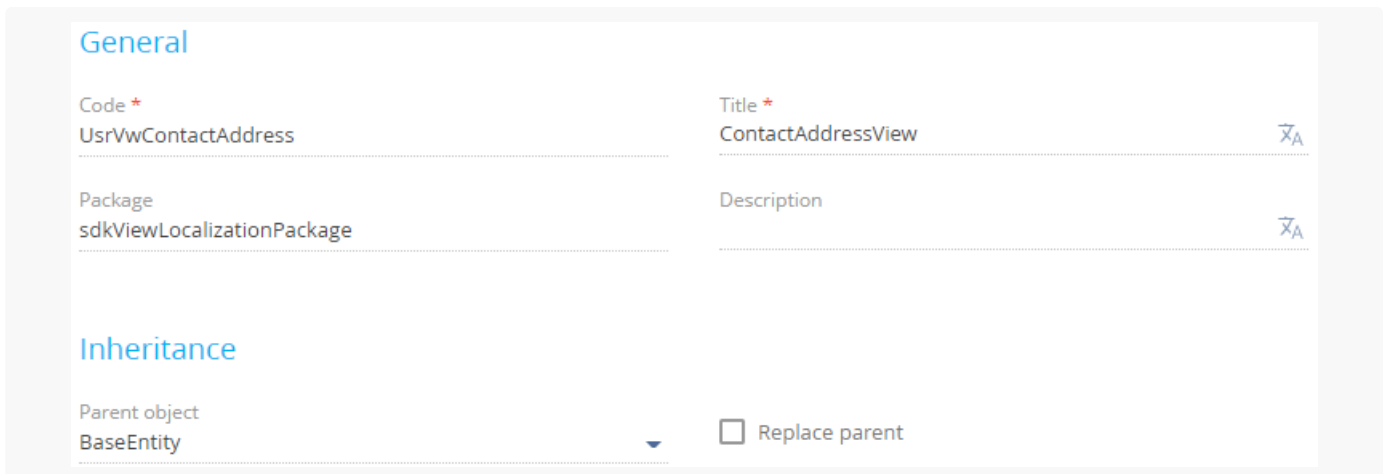 General
Code *
Title *
UsrVwContactAddress
ContactAddressView
Package
Description
sdkViewLocalizationPackage
Inheritance
Parent object
BaseEntity
Replace parent